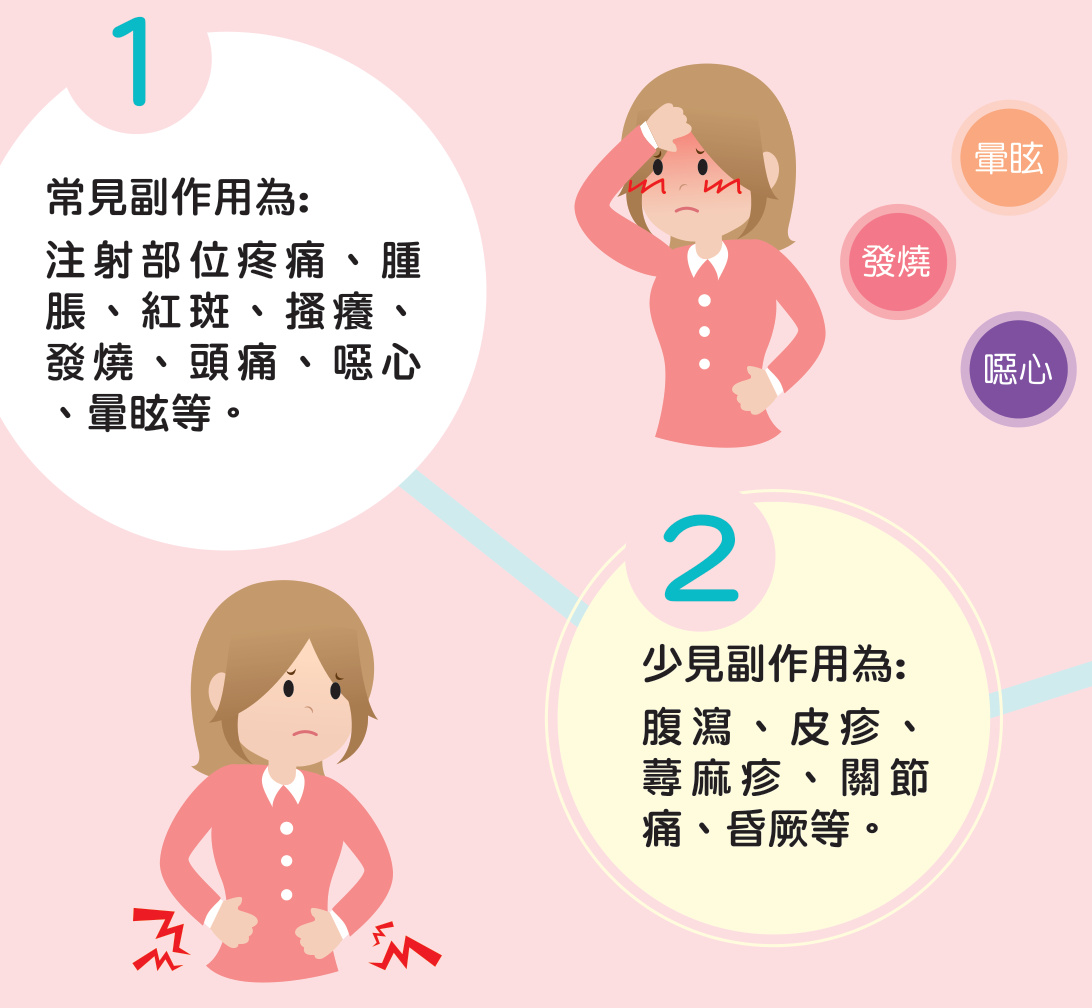 1
常見副作用為:
注射部位疼痛、腫
脹、紅斑、搔癢、
發燒、頭痛、噁心
、暈眩等。
暈眩
發燒
噁心
2
少見副作用為:
腹瀉、皮疹、
蕁麻疹、關節
痛、昏厥等。